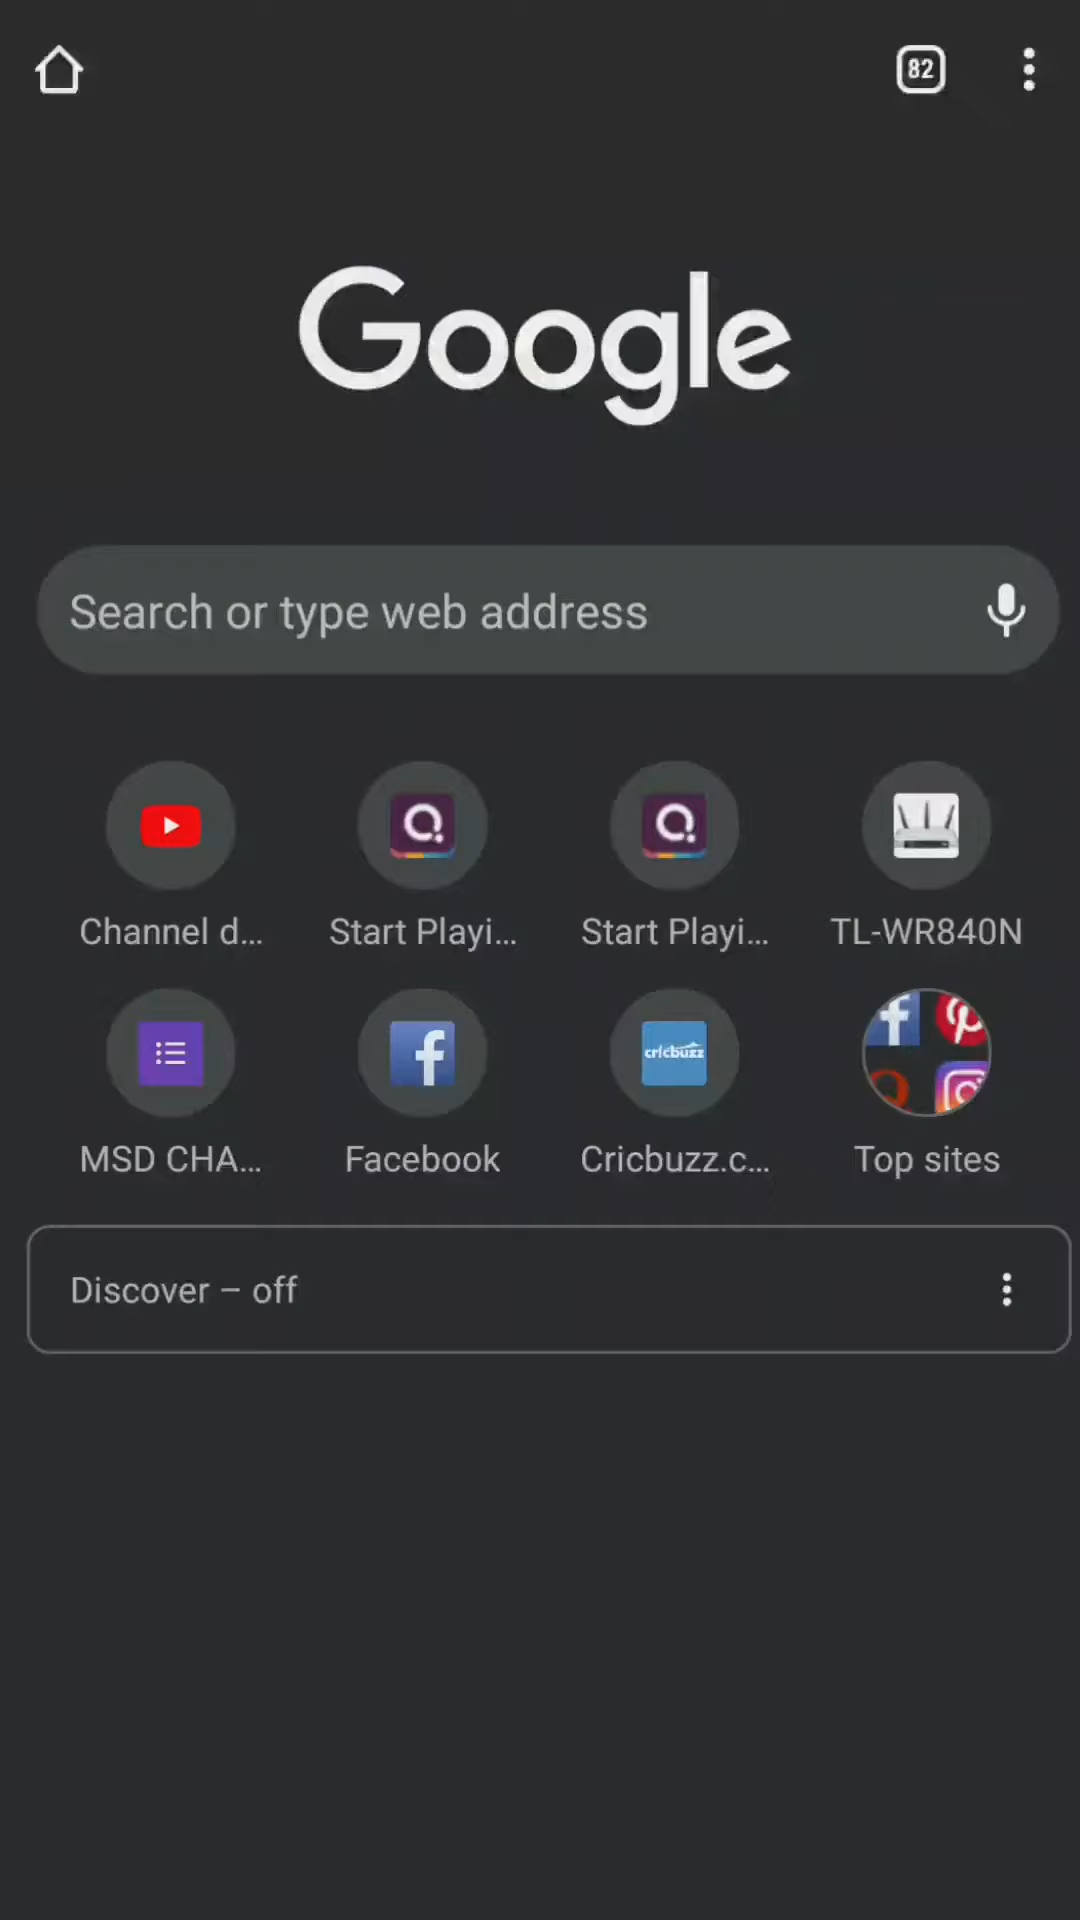 82
Google
Search or type web address
Channel d...
Start Playi...
Start Playi...
TL-WR840N
cricbuzz
MSD CHA...
Facebook
Cricbuzz.c...
Top sites
Discover – off